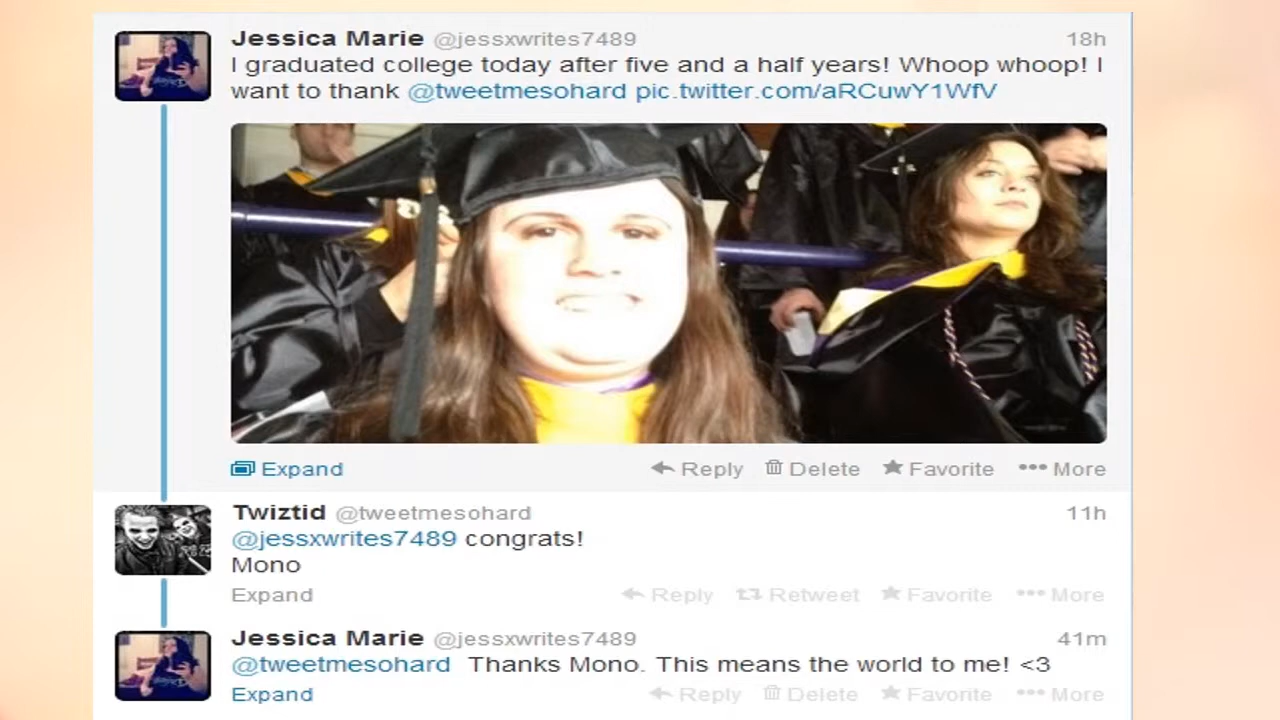 Jessica Marie @jessxwrites7489 18h
I graduated college today after five and a half years! Whoop whoop! I
want to thank @tweetmesohard pic.twitter.com/aRCuwY1WfV
Expand Reply Delete Favorite More
Twiztid @tweetmesohard 11h
@jessxwrites7489 congrats!
Mono
Expand Reply Retweet Favorite More
Jessica Marie @jessxwrites7489 41m
@tweetmesohard Thanks Mono. This means the world to me! <3
Expand Reply Delete Favorite More